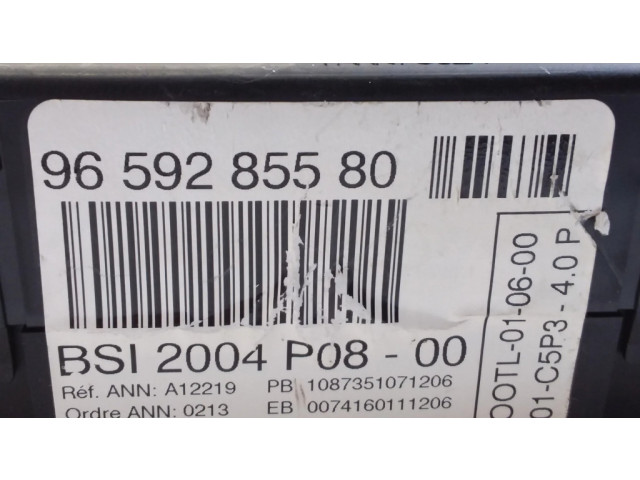 96 592 855 80
BSI 2004 P08 - 00
Réf. ANN: A12219 PB 1087351071206
Ordre ANN: 0213 EB 0074160111206
OOTL-01-06-00
01-C5P3 - 4.0 P